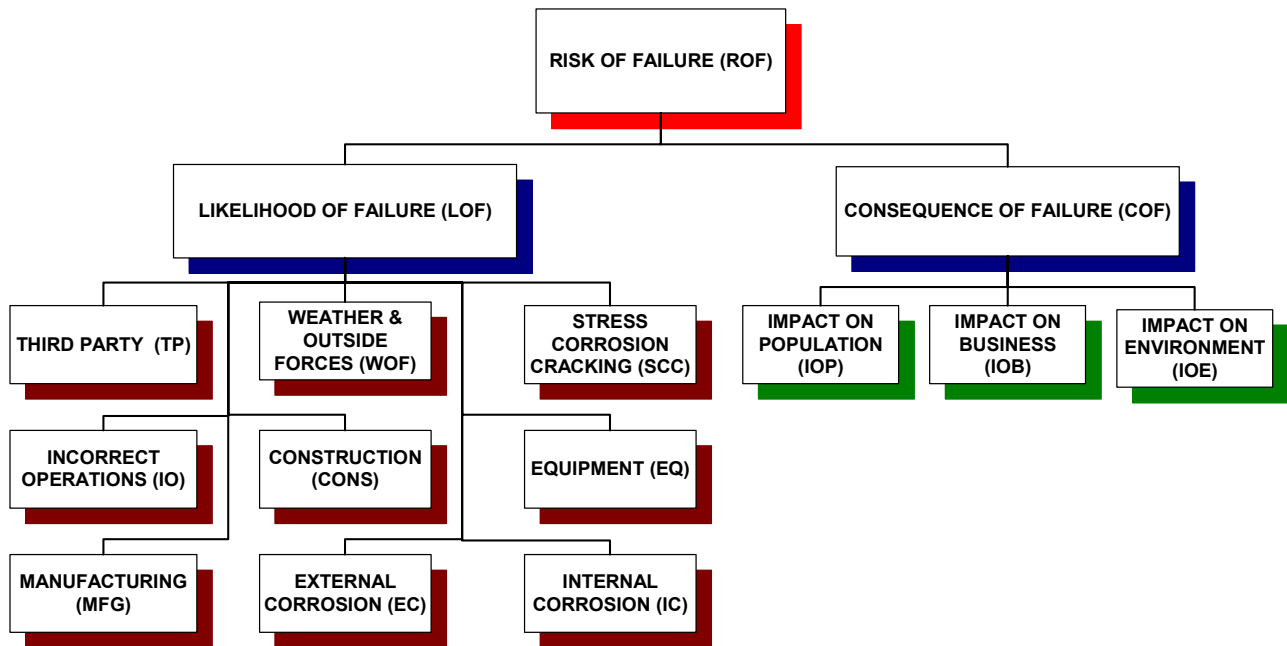 RISK OF FAILURE (ROF)
LIKELIHOOD OF FAILURE (LOF)
CONSEQUENCE OF FAILURE (COF)
THIRD PARTY (TP)
WEATHER &
OUTSIDE
FORCES (WOF)
STRESS
CORROSION
CRACKING (SCC)
IMPACT ON
POPULATION
(IOP)
IMPACT ON
BUSINESS
(IOB)
IMPACT ON
ENVIRONMENT
(IOE)
INCORRECT
OPERATIONS (IO)
CONSTRUCTION
(CONS)
EQUIPMENT (EQ)
MANUFACTURING
(MFG)
EXTERNAL
CORROSION (EC)
INTERNAL
CORROSION (IC)